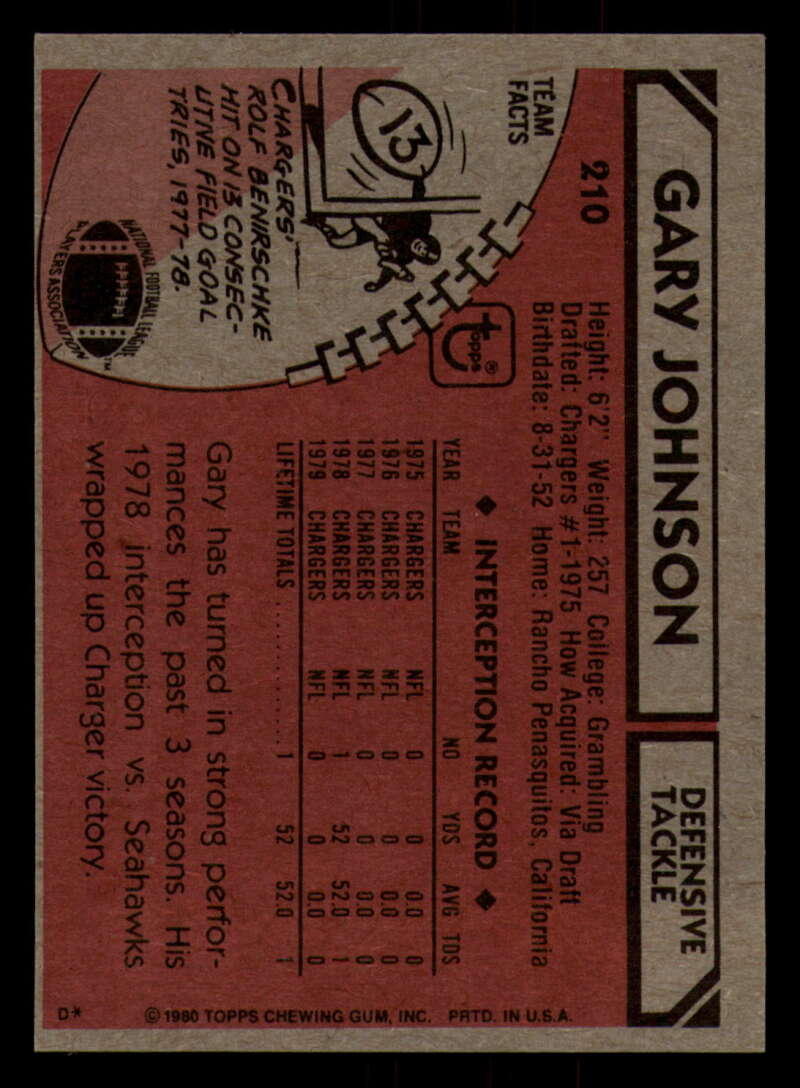 GARY JOHNSON
DEFENSIVE
TACKLE
210
Height: 6'2" Weight: 257 College: Grambling
Drafted: Chargers #1-1975 How Acquired: Via Draft
Birthdate: 8-31-52 Home: Rancho Penasquitos, California
TEAM
FACTS
13
CHARGERS'
ROLF BENIRSCHKE
HIT ON 13 CONSEC-
UTNE FIELD GOAL
TRIES, 1977-78.
topps®
NATIONAL FOOTBALL LEAGUE
PLAYERS ASSOCIATION™
◆ INTERCEPTION RECORD ◆
YEAR TEAM NO YDS AVG TDS
1975 CHARGERS NFL 0 0 0.0 0
1976 CHARGERS NFL 0 0 0.0 0
1977 CHARGERS NFL 0 0 0.0 0
1978 CHARGERS NFL 1 52 52.0 1
1979 CHARGERS NFL 0 0 0.0 0
LIFETIME TOTALS .................. 1 52 52.0 1
Gary has turned in strong perfor-
mances the past 3 seasons. His
1978 interception vs. Seahawks
wrapped up Charger victory.
D* © 1980 TOPPS CHEWING GUM, INC. PRTD. IN U.S.A.